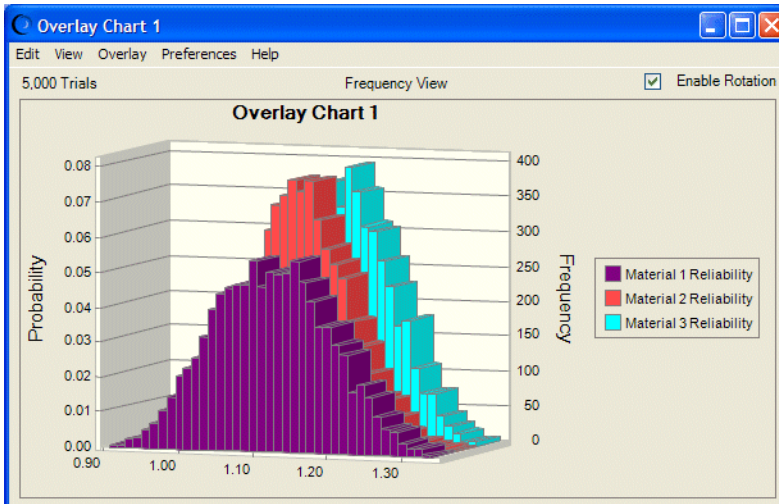 Overlay Chart 1
Edit View Overlay Preferences Help
5,000 Trials Frequency View Enable Rotation
Overlay Chart 1
0.08
0.07
0.06
0.05
0.04
0.03
0.02
0.01
0.00
Probability
0.90 1.00 1.10 1.20 1.30
400
350
300
250
200
150
100
50
0
Frequency
Material 1 Reliability
Material 2 Reliability
Material 3 Reliability